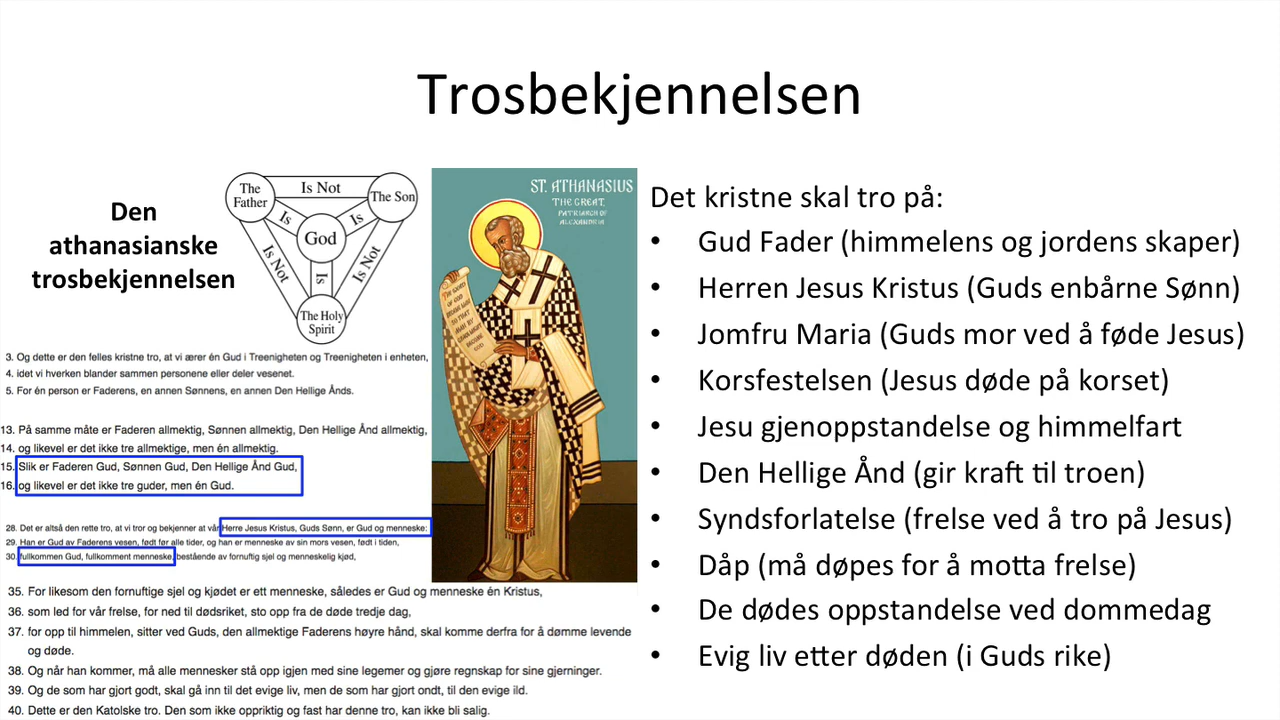 Trosbekjennelsen
Den
athanasianske
trosbekjennelsen
The
Father
Is Not
The Son
Is
Is
God
Is Not
Is
Is Not
The Holy
Spirit
ST. ATHANASIUS
THE GREAT
PATRIARCH OF
ALEXANDRIA
3. Og dette er den felles kristne tro, at vi ærer én Gud i Treenigheten og Treenigheten i enheten,
4. idet vi hverken blander sammen personene eller deler vesenet.
5. For én person er Faderens, en annen Sønnens, en annen Den Hellige Ånds.
13. På samme måte er Faderen allmektig, Sønnen allmektig, Den Hellige Ånd allmektig,
14. og likevel er det ikke tre allmektige, men én allmektig.
15. Slik er Faderen Gud, Sønnen Gud, Den Hellige Ånd Gud,
16. og likevel er det ikke tre guder, men én Gud.
28. Det er altså den rette tro, at vi tror og bekjenner at vår Herre Jesus Kristus, Guds Sønn, er Gud og menneske:
29. Han er Gud av Faderens vesen, født før alle tider, og han er menneske av sin mors vesen, født i tiden,
30. fullkommen Gud, fullkomment menneske, bestående av fornuftig sjel og menneskelig kjød,
35. For likesom den fornuftige sjel og kjødet er ett menneske, således er Gud og menneske én Kristus,
36. som led for vår frelse, for ned til dødsriket, sto opp fra de døde tredje dag,
37. for opp til himmelen, sitter ved Guds, den allmektige Faderens høyre hånd, skal komme derfra for å dømme levende
og døde.
38. Og når han kommer, må alle mennesker stå opp igjen med sine legemer og gjøre regnskap for sine gjerninger.
39. Og de som har gjort godt, skal gå inn til det evige liv, men de som har gjort ondt, til den evige ild.
40. Dette er den Katolske tro. Den som ikke oppriktig og fast har denne tro, kan ikke bli salig.
Det kristne skal tro på:
• Gud Fader (himmelens og jordens skaper)
• Herren Jesus Kristus (Guds enbårne Sønn)
• Jomfru Maria (Guds mor ved å føde Jesus)
• Korsfestelsen (Jesus døde på korset)
• Jesu gjenoppstandelse og himmelfart
• Den Hellige Ånd (gir kraft til troen)
• Syndsforlatelse (frelse ved å tro på Jesus)
• Dåp (må døpes for å motta frelse)
• De dødes oppstandelse ved dommedag
• Evig liv etter døden (i Guds rike)